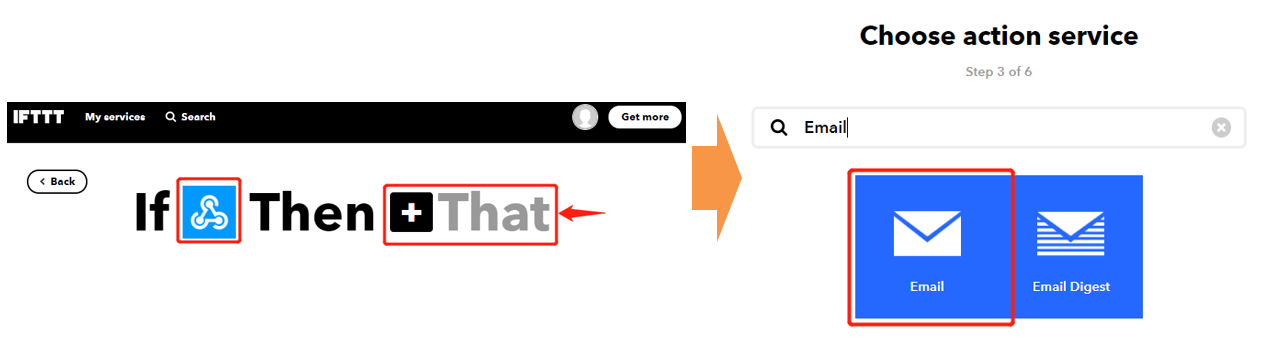 IFTTT My services Search Get more
Back
If Then + That
Choose action service
Step 3 of 6
Email
Email Email Digest